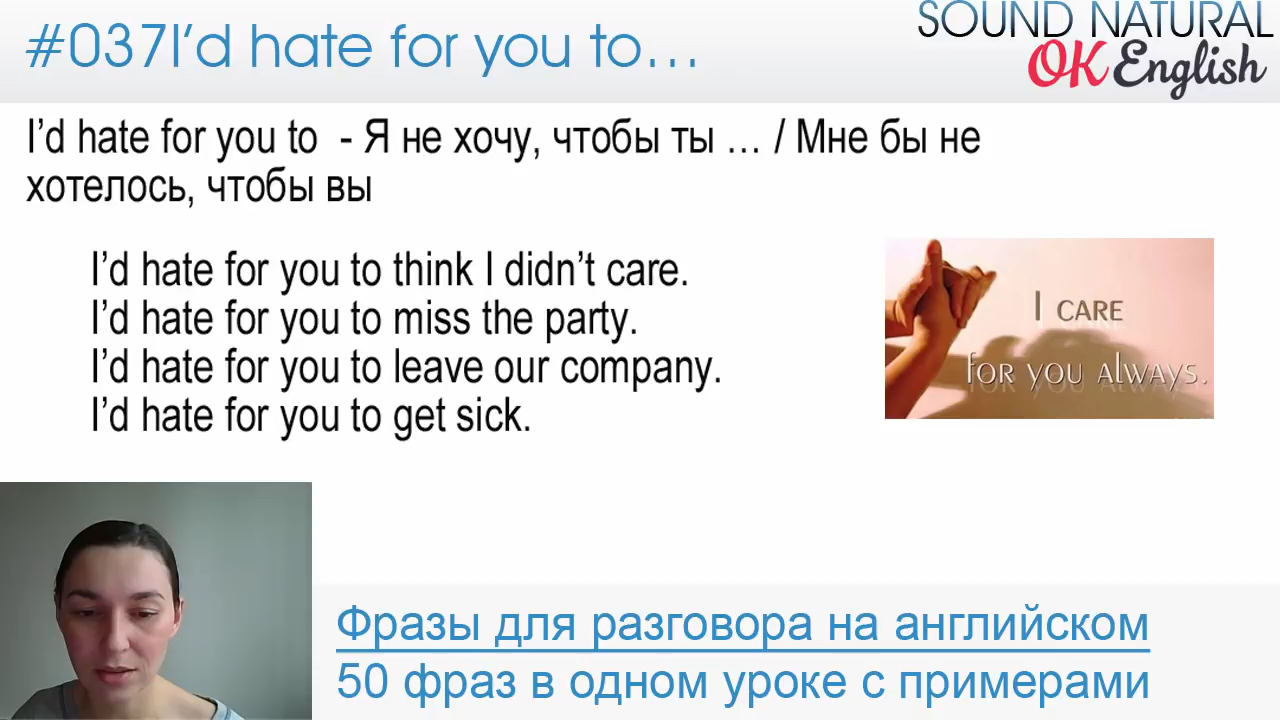 #037I’d hate for you to…
SOUND NATURAL
OK English
I’d hate for you to - Я не хочу, чтобы ты … / Мне бы не
хотелось, чтобы вы
I’d hate for you to think I didn’t care.
I’d hate for you to miss the party.
I’d hate for you to leave our company.
I’d hate for you to get sick.
I CARE
FOR YOU ALWAYS.
Фразы для разговора на английском
50 фраз в одном уроке с примерами